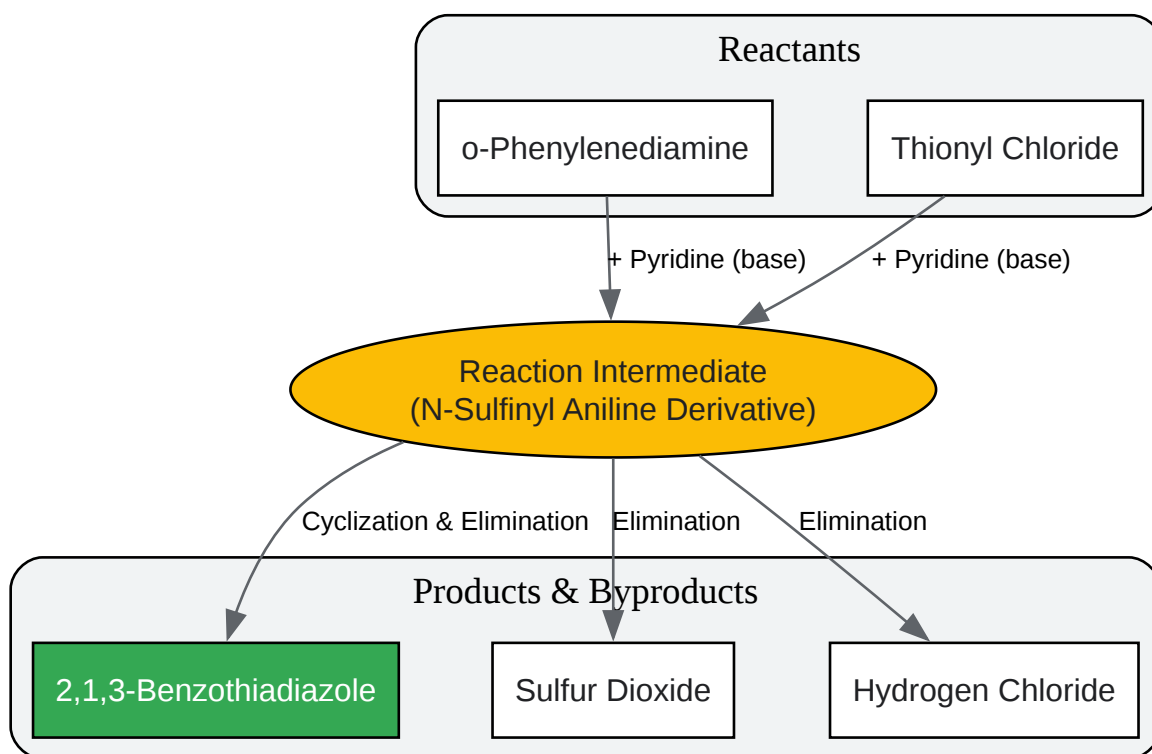 Reactants
o-Phenylenediamine
Thionyl Chloride
+ Pyridine (base)
+ Pyridine (base)
Reaction Intermediate
(N-Sulfinyl Aniline Derivative)
Cyclization & Elimination
Elimination
Elimination
Products & Byproducts
2,1,3-Benzothiadiazole
Sulfur Dioxide
Hydrogen Chloride